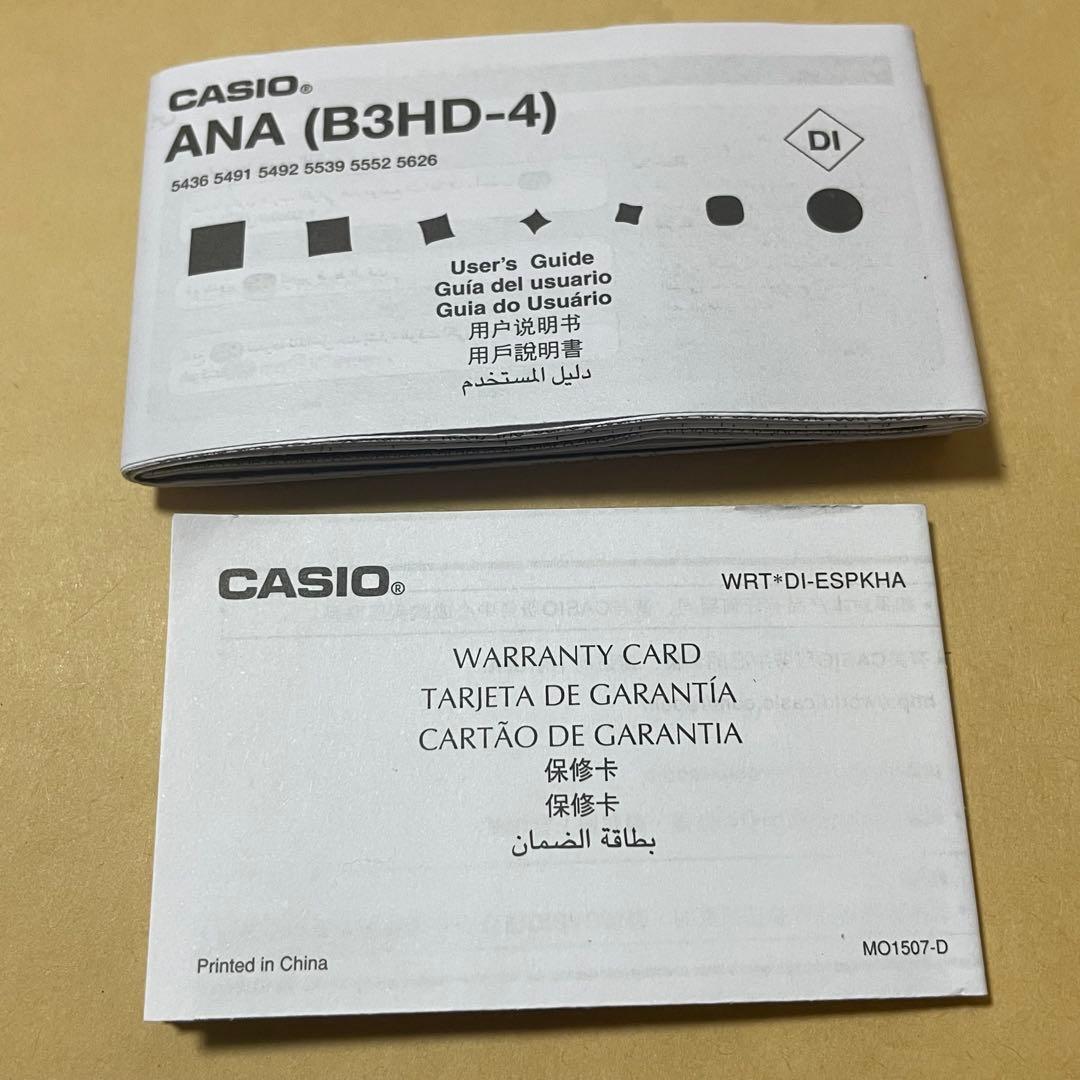 CASIO®
ANA (B3HD-4)
DI
5436 5491 5492 5539 5552 5626
User's Guide
Guía del usuario
Guia do Usuário
用户说明书
用戶說明書
دليل المستخدم
CASIO®
WRT*DI-ESPKHA
WARRANTY CARD
TARJETA DE GARANTÍA
CARTÃO DE GARANTIA
保修卡
保修卡
بطاقة الضمان
Printed in China
MO1507-D